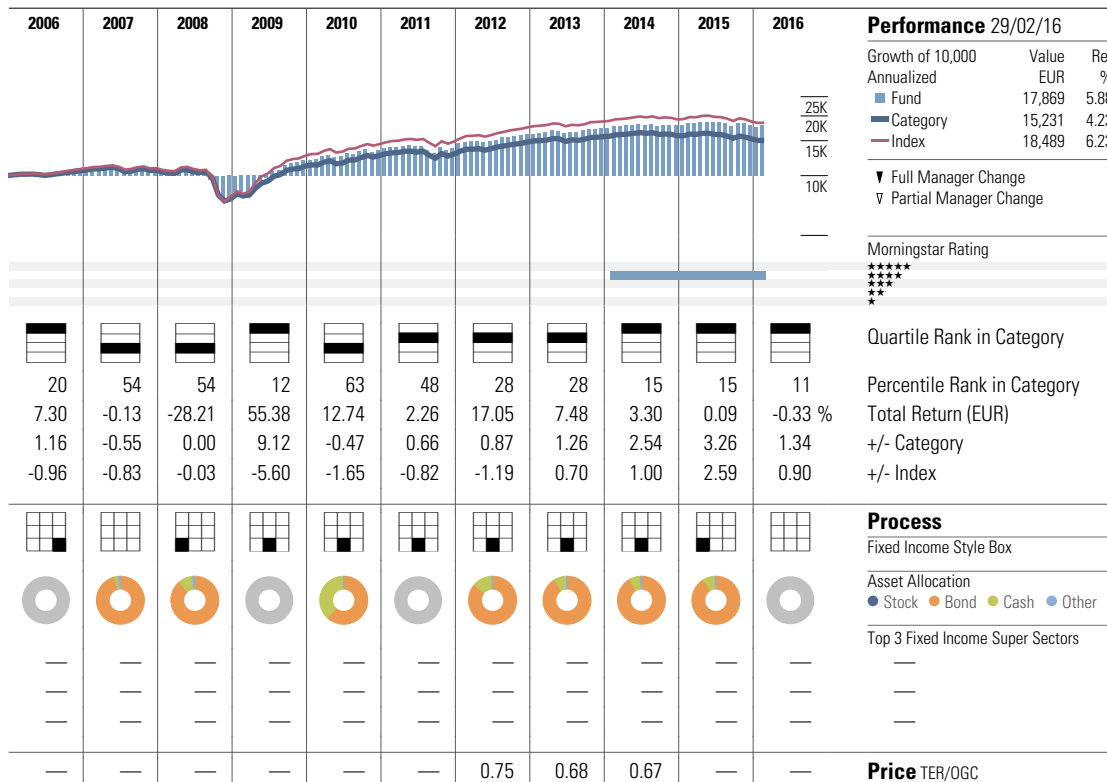 2006 2007 2008 2009 2010 2011 2012 2013 2014 2015 2016
Performance 29/02/16
Growth of 10,000 Value Re
Annualized EUR %
Fund 17,869 5.88
Category 15,231 4.23
Index 18,489 6.23
25K
20K
15K
10K
▼ Full Manager Change
▽ Partial Manager Change
Morningstar Rating
★★★★★
★★★★
★★★
★★
★
Quartile Rank in Category
20 54 54 12 63 48 28 28 15 15 11 Percentile Rank in Category
7.30 -0.13 -28.21 55.38 12.74 2.26 17.05 7.48 3.30 0.09 -0.33 % Total Return (EUR)
1.16 -0.55 0.00 9.12 -0.47 0.66 0.87 1.26 2.54 3.26 1.34 +/- Category
-0.96 -0.83 -0.03 -5.60 -1.65 -0.82 -1.19 0.70 1.00 2.59 0.90 +/- Index
Process
Fixed Income Style Box
Asset Allocation
Stock Bond Cash Other
Top 3 Fixed Income Super Sectors
— — — — — — — — — — — —
— — — — — — — — — — — —
— — — — — — — — — — — —
— — — — — — 0.75 0.68 0.67 — — Price TER/OGC